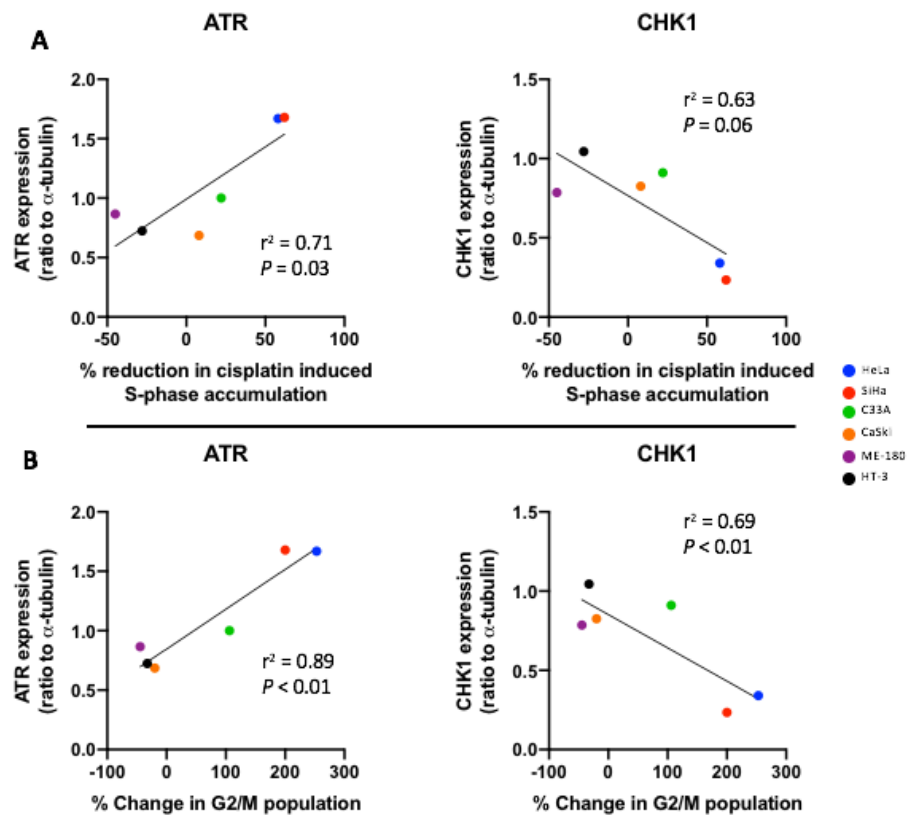 A
ATR
CHK1
2.0
1.5
1.0
0.5
0.0
ATR expression
(ratio to α-tubulin)
r² = 0.71
P = 0.03
-50
0
50
100
% reduction in cisplatin induced
S-phase accumulation
1.5
1.0
0.5
0.0
CHK1 expression
(ratio to α-tubulin)
r² = 0.63
P = 0.06
-50
0
50
100
% reduction in cisplatin induced
S-phase accumulation
HeLa
SiHa
C33A
CaSki
ME-180
HT-3
B
ATR
CHK1
2.0
1.5
1.0
0.5
0.0
ATR expression
(ratio to α-tubulin)
r² = 0.89
P < 0.01
-100
0
100
200
300
% Change in G2/M population
1.5
1.0
0.5
0.0
CHK1 expression
(ratio to α-tubulin)
r² = 0.69
P < 0.01
-100
0
100
200
300
% Change in G2/M population